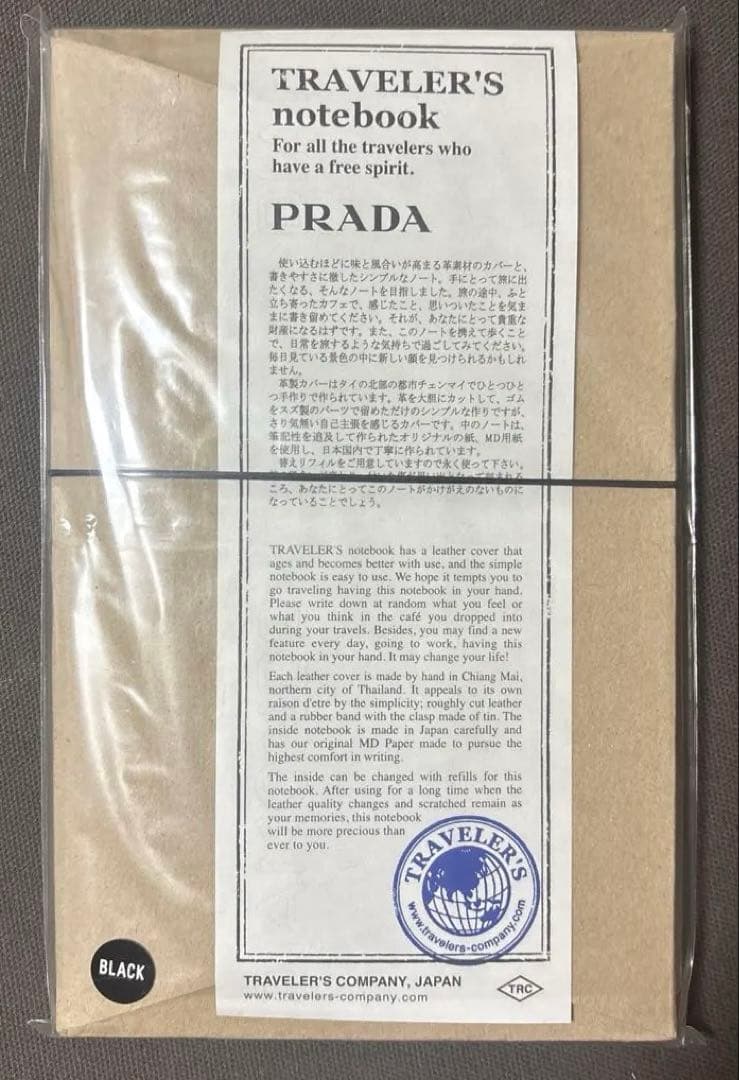 TRAVELER'S
notebook
For all the travelers who
have a free spirit.
PRADA
使い込むほどに味と風合いが高まる革素材のカバーと、
書きやすさに徹したシンプルなノート。手にとって旅に出
たくなる、そんなノートを目指しました。旅の途中、ふと
立ち寄ったカフェで、感じたこと、思いついたことを気ま
まに書き留めてください。それが、あなたにとって貴重な
財産になるはずです。また、このノートを携えて歩くこと
で、日常を旅するような気持ちで過ごしてみてください。
毎日見ている景色の中に新しい顔を見つけられるかもしれ
ません。
革製カバーはタイの北部の都市チェンマイでひとつひと
つ手作りで作られています。革を大胆にカットして、ゴム
をスズ製のパーツで留めただけのシンプルな作りですが、
さり気無い自己主張を感じるカバーです。中のノートは、
筆記性を追及して作られたオリジナルの紙、MD用紙
を使用し、日本国内で丁寧に作られています。
替えリフィルをご用意していますので永く使って下さい。
ころ、あなたにとってこのノートがかけがえのないものに
なっていることでしょう。
TRAVELER'S notebook has a leather cover that
ages and becomes better with use, and the simple
notebook is easy to use. We hope it tempts you to
go traveling having this notebook in your hand.
Please write down at random what you feel or
what you think in the café you dropped into
during your travels. Besides, you may find a new
feature every day, going to work, having this
notebook in your hand. It may change your life!
Each leather cover is made by hand in Chiang Mai,
northern city of Thailand. It appeals to its own
raison d'etre by the simplicity; roughly cut leather
and a rubber band with the clasp made of tin. The
inside notebook is made in Japan carefully and
has our original MD Paper made to pursue the
highest comfort in writing.
The inside can be changed with refills for this
notebook. After using for a long time when the
leather quality changes and scratched remain as
your memories, this notebook
will be more precious than
ever to you.
TRAVELER'S
www.travelers-company.com
BLACK
TRAVELER'S COMPANY, JAPAN
www.travelers-company.com
TRC